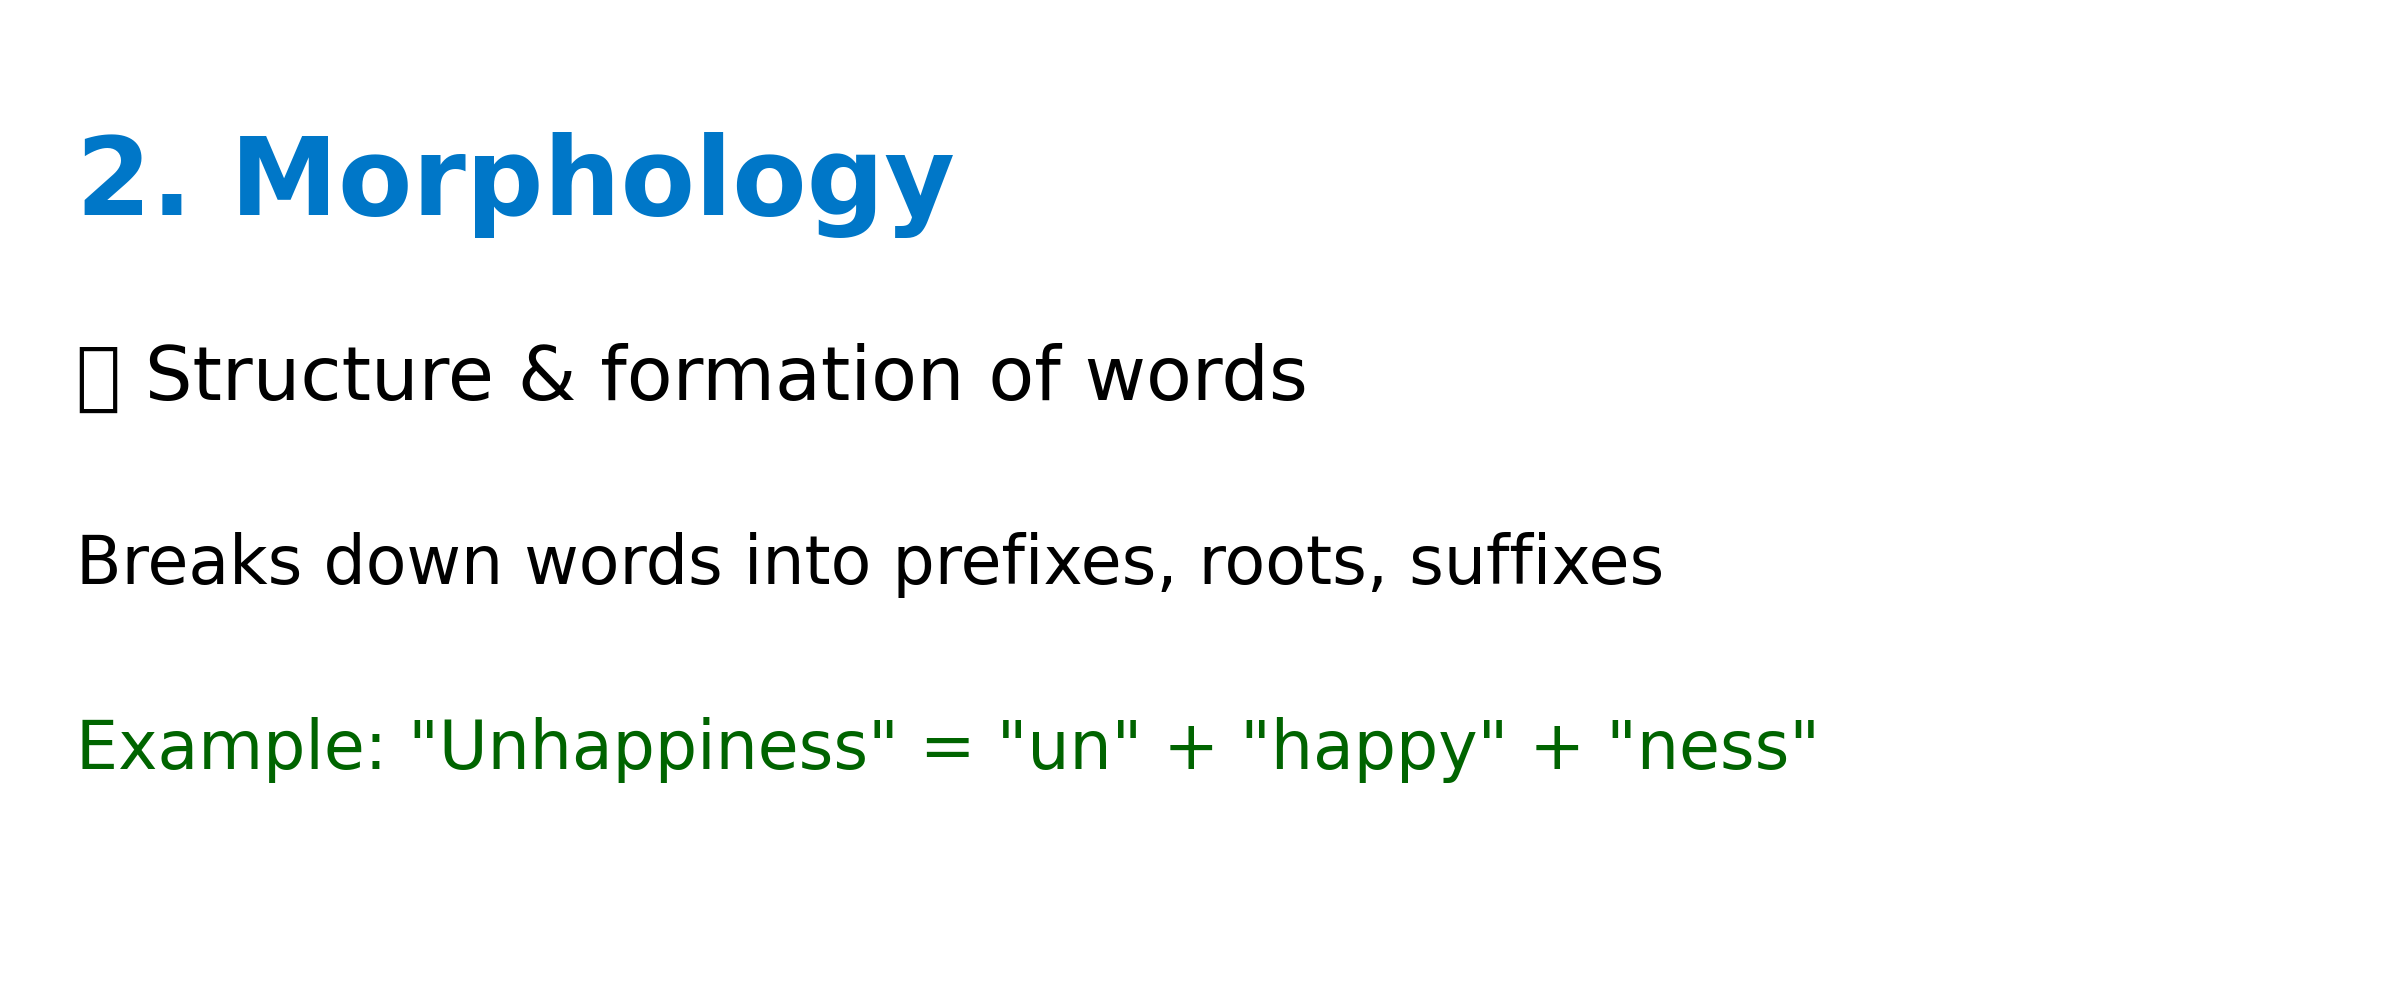 2. Morphology
▯ Structure & formation of words
Breaks down words into prefixes, roots, suffixes
Example: "Unhappiness" = "un" + "happy" + "ness"